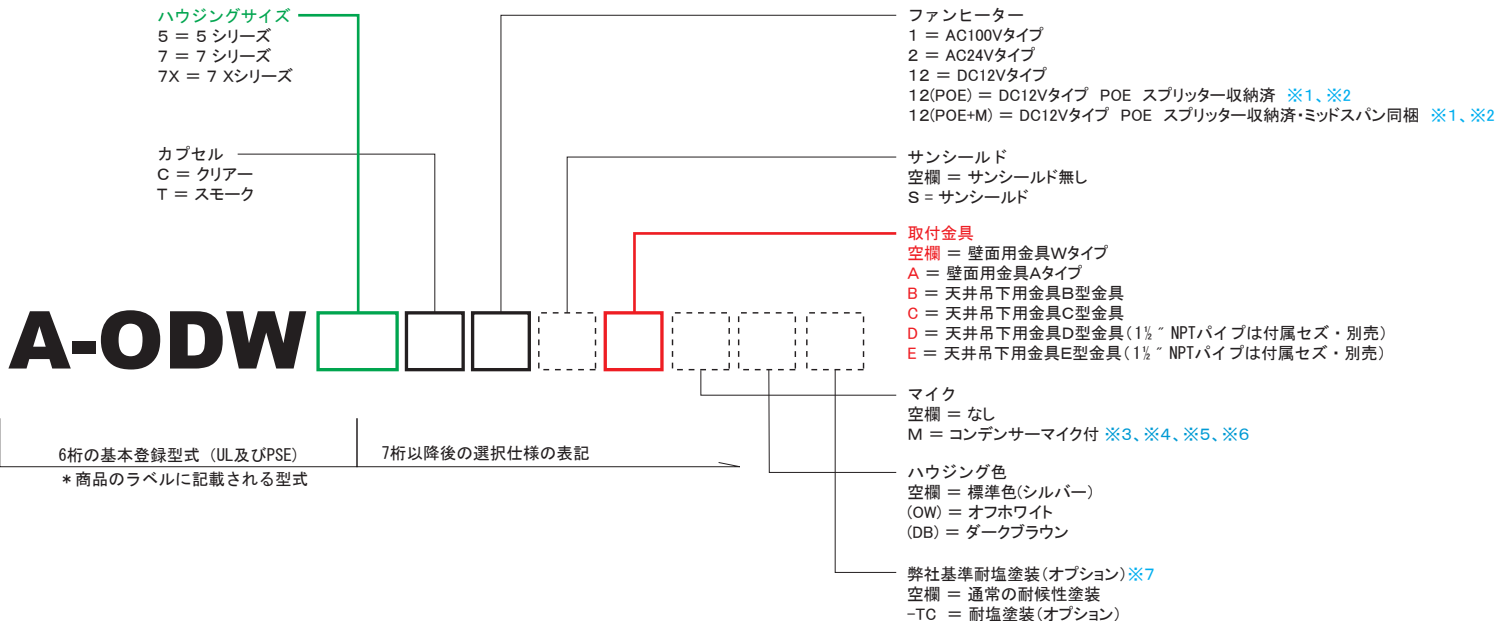 ハウジングサイズ
5 = 5 シリーズ
7 = 7 シリーズ
7X = 7 Xシリーズ
カプセル
C = クリアー
T = スモーク
ファンヒーター
1 = AC100Vタイプ
2 = AC24Vタイプ
12 = DC12Vタイプ
12(POE) = DC12Vタイプ POE スプリッター収納済 ※1、※2
12(POE+M) = DC12Vタイプ POE スプリッター収納済・ミッドスパン同梱 ※1、※2
サンシールド
空欄 = サンシールド無し
S = サンシールド
取付金具
空欄 = 壁面用金具Wタイプ
A = 壁面用金具Aタイプ
B = 天井吊下用金具B型金具
C = 天井吊下用金具C型金具
D = 天井吊下用金具D型金具(1½ ˝ NPTパイプは付属セズ・別売)
E = 天井吊下用金具E型金具(1½ ˝ NPTパイプは付属セズ・別売)
A-ODW
マイク
空欄 = なし
M = コンデンサーマイク付 ※3、※4、※5、※6
6桁の基本登録型式 (UL及びPSE)
*商品のラベルに記載される型式
7桁以降後の選択仕様の表記
ハウジング色
空欄 = 標準色(シルバー)
(OW) = オフホワイト
(DB) = ダークブラウン
弊社基準耐塩塗装(オプション)※7
空欄 = 通常の耐候性塗装
-TC = 耐塩塗装(オプション)